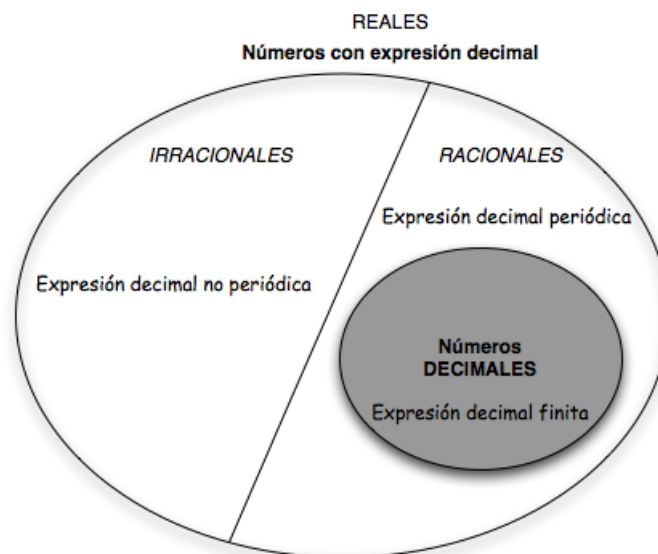 REALES
Números con expresión decimal
IRRACIONALES
RACIONALES
Expresión decimal periódica
Expresión decimal no periódica
Números
DECIMALES
Expresión decimal finita